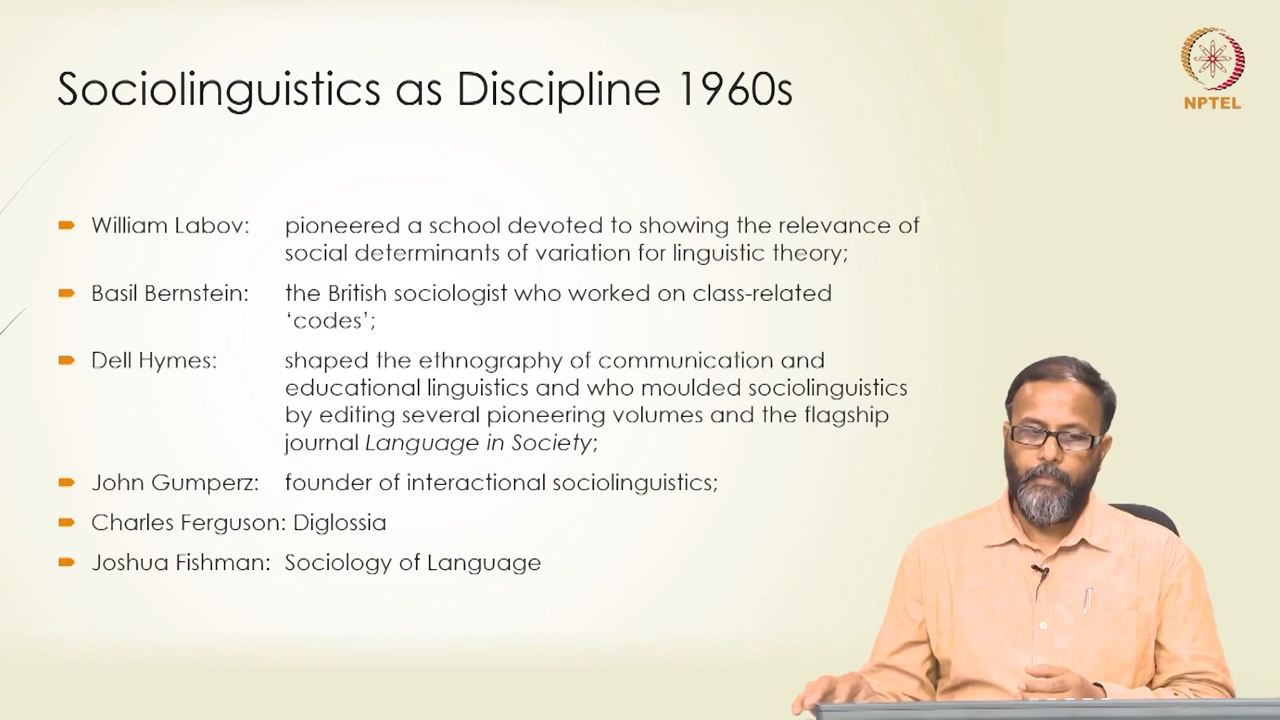 Sociolinguistics as Discipline 1960s
NPTEL
William Labov: pioneered a school devoted to showing the relevance of
social determinants of variation for linguistic theory;
Basil Bernstein: the British sociologist who worked on class-related
‘codes’;
Dell Hymes: shaped the ethnography of communication and
educational linguistics and who moulded sociolinguistics
by editing several pioneering volumes and the flagship
journal Language in Society;
John Gumperz: founder of interactional sociolinguistics;
Charles Ferguson: Diglossia
Joshua Fishman: Sociology of Language